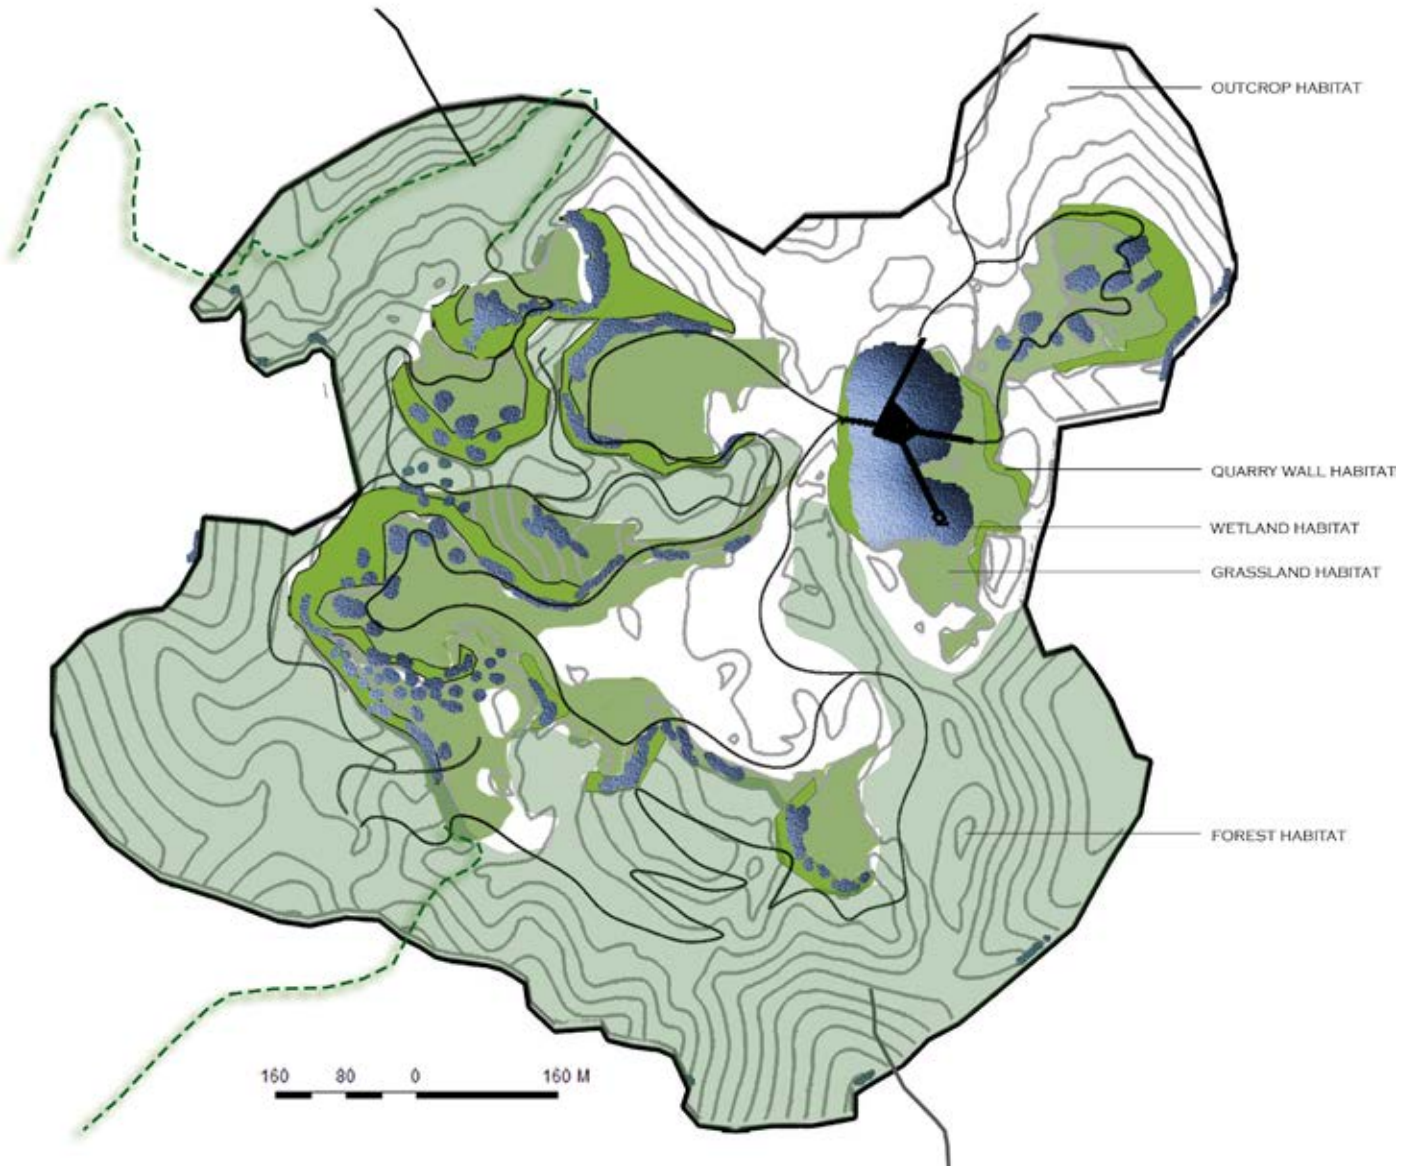 OUTCROP HABITAT
QUARRY WALL HABITAT
WETLAND HABITAT
GRASSLAND HABITAT
FOREST HABITAT
160 80 0 160 M